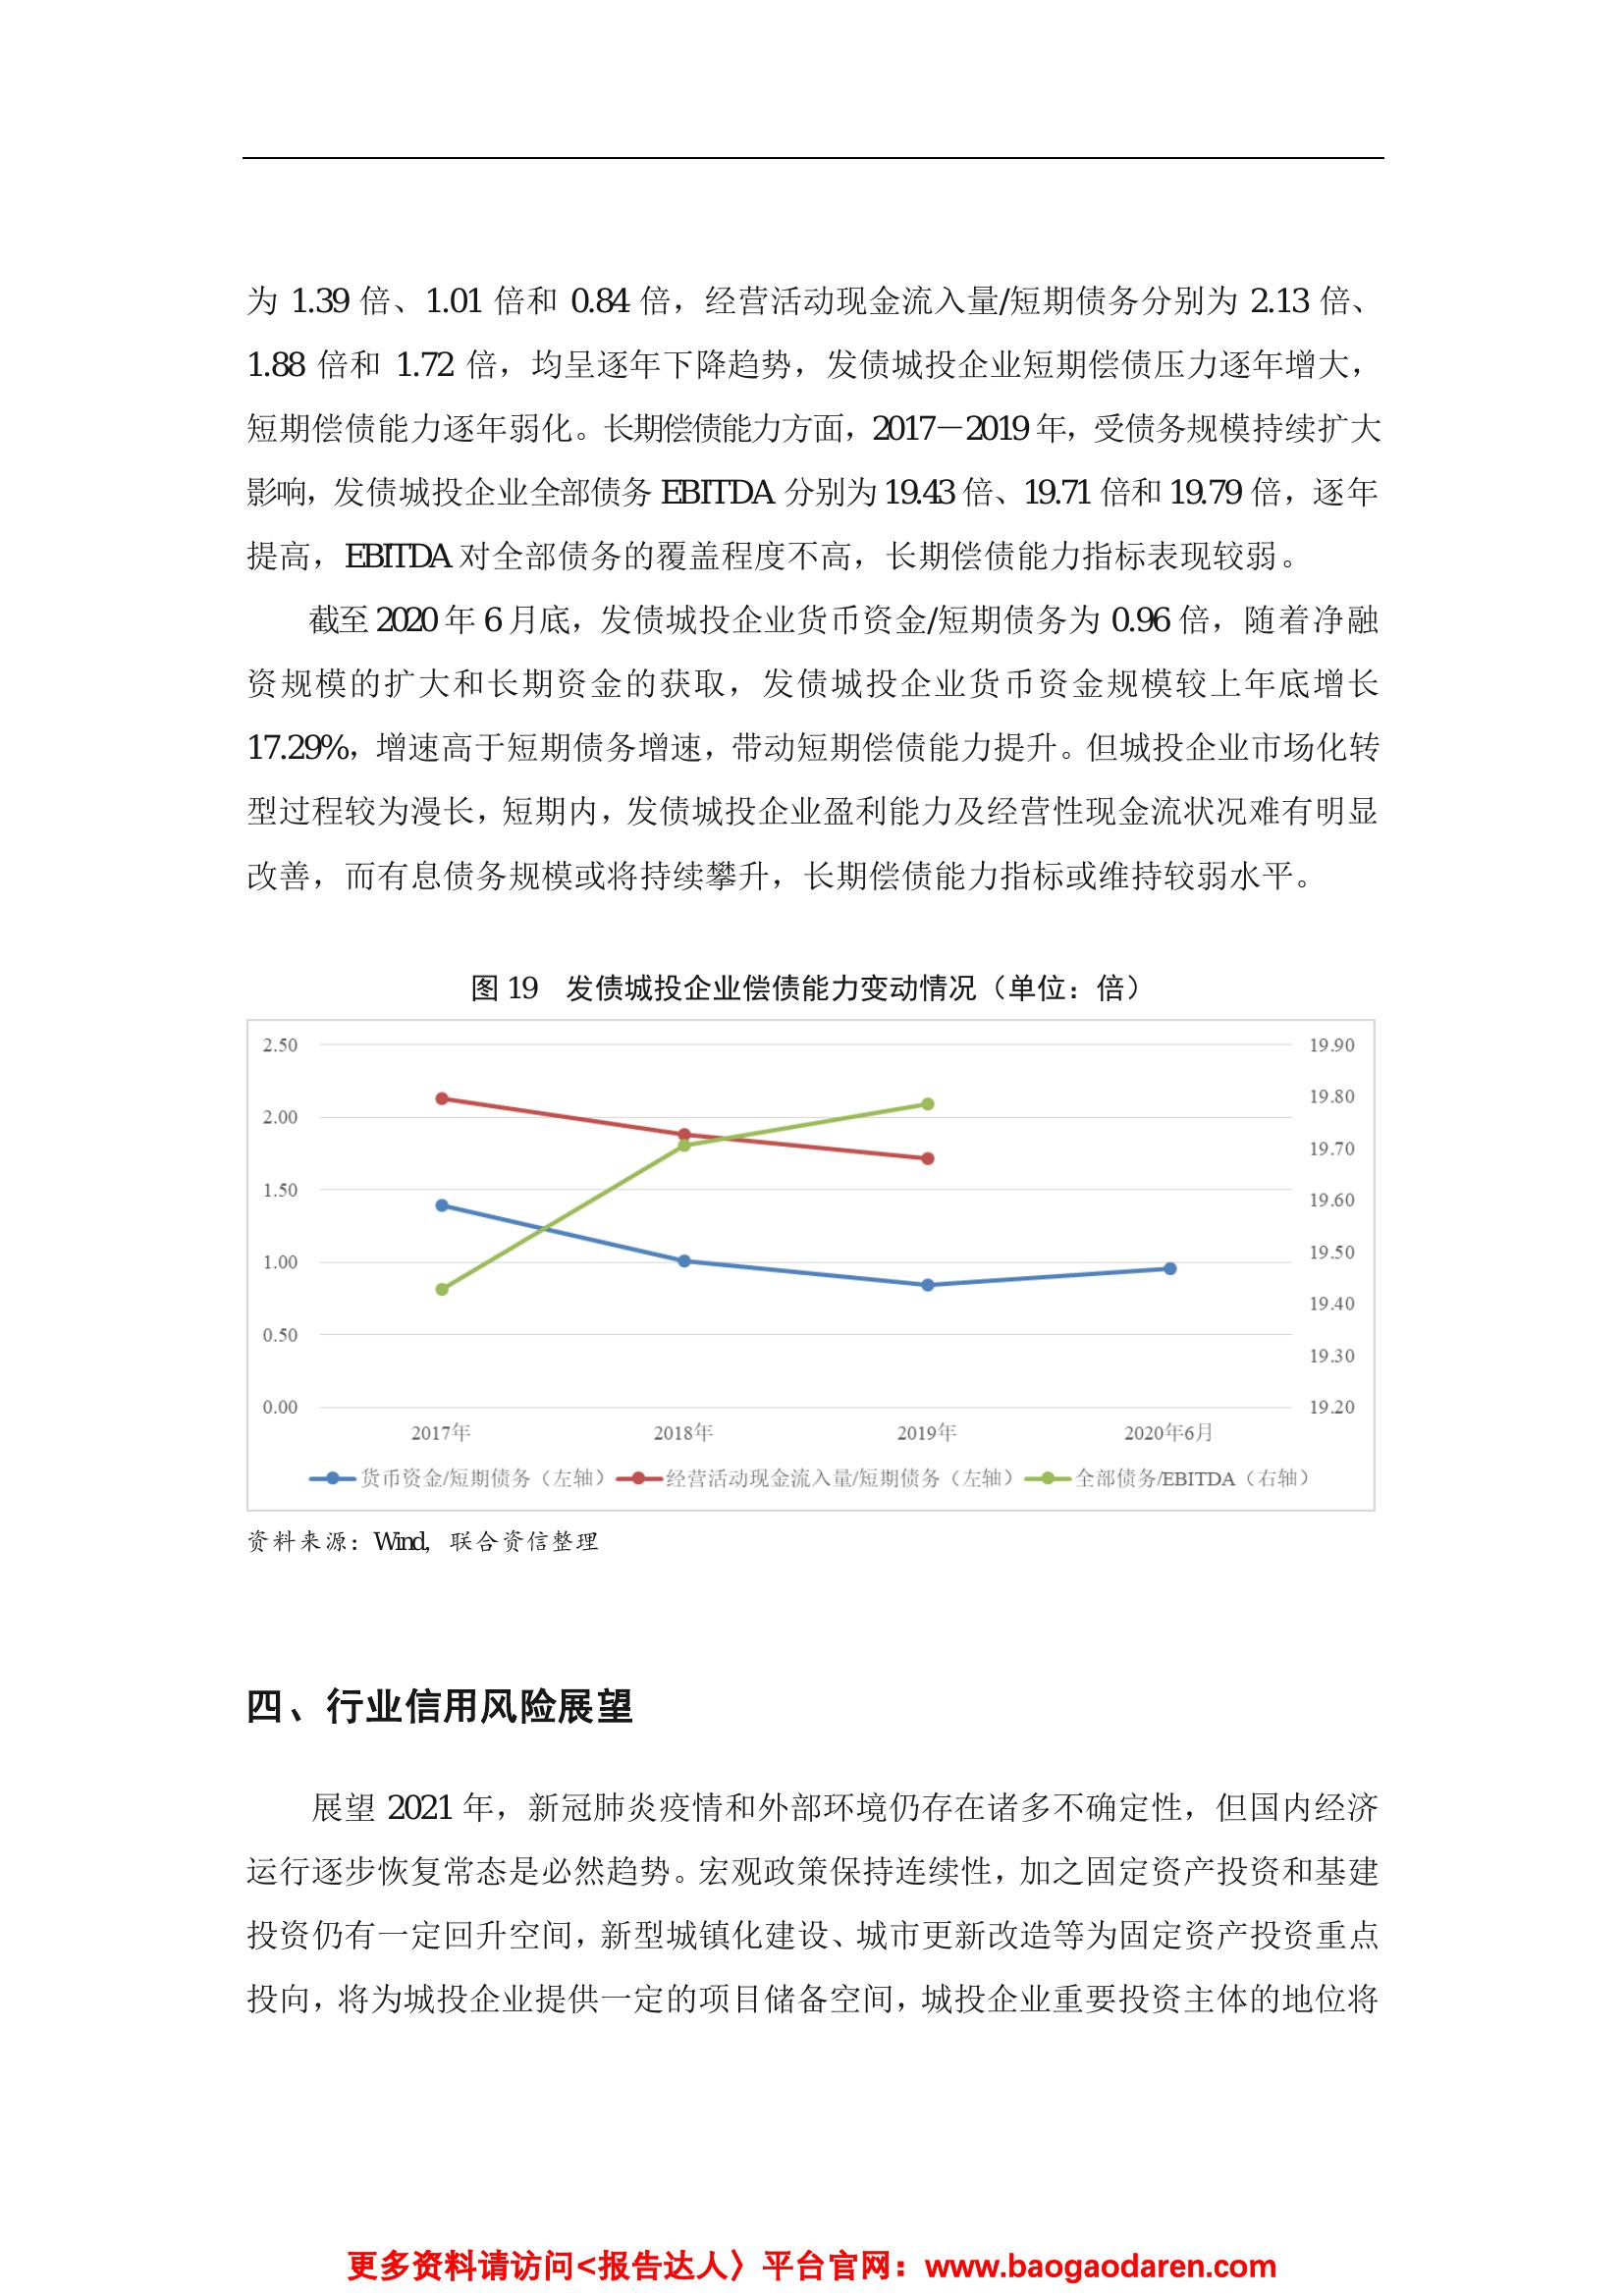 为 1.39 倍、1.01 倍和 0.84 倍，经营活动现金流入量/短期债务分别为 2.13 倍、
1.88 倍和 1.72 倍，均呈逐年下降趋势，发债城投企业短期偿债压力逐年增大，
短期偿债能力逐年弱化。长期偿债能力方面，2017－2019 年，受债务规模持续扩大
影响，发债城投企业全部债务 EBITDA 分别为 19.43 倍、19.71 倍和 19.79 倍，逐年
提高，EBITDA 对全部债务的覆盖程度不高，长期偿债能力指标表现较弱。
截至 2020 年 6 月底，发债城投企业货币资金/短期债务为 0.96 倍，随着净融
资规模的扩大和长期资金的获取，发债城投企业货币资金规模较上年底增长
17.29%，增速高于短期债务增速，带动短期偿债能力提升。但城投企业市场化转
型过程较为漫长，短期内，发债城投企业盈利能力及经营性现金流状况难有明显
改善，而有息债务规模或将持续攀升，长期偿债能力指标或维持较弱水平。
图 19 发债城投企业偿债能力变动情况（单位：倍）
2.50
2.00
1.50
1.00
0.50
0.00
19.90
19.80
19.70
19.60
19.50
19.40
19.30
19.20
2017年 2018年 2019年 2020年6月
货币资金/短期债务（左轴） 经营活动现金流入量/短期债务（左轴） 全部债务/EBITDA（右轴）
资料来源：Wind，联合资信整理
四、行业信用风险展望
展望 2021 年，新冠肺炎疫情和外部环境仍存在诸多不确定性，但国内经济
运行逐步恢复常态是必然趋势。宏观政策保持连续性，加之固定资产投资和基建
投资仍有一定回升空间，新型城镇化建设、城市更新改造等为固定资产投资重点
投向，将为城投企业提供一定的项目储备空间，城投企业重要投资主体的地位将
更多资料请访问<报告达人〉平台官网：www.baogaodaren.com